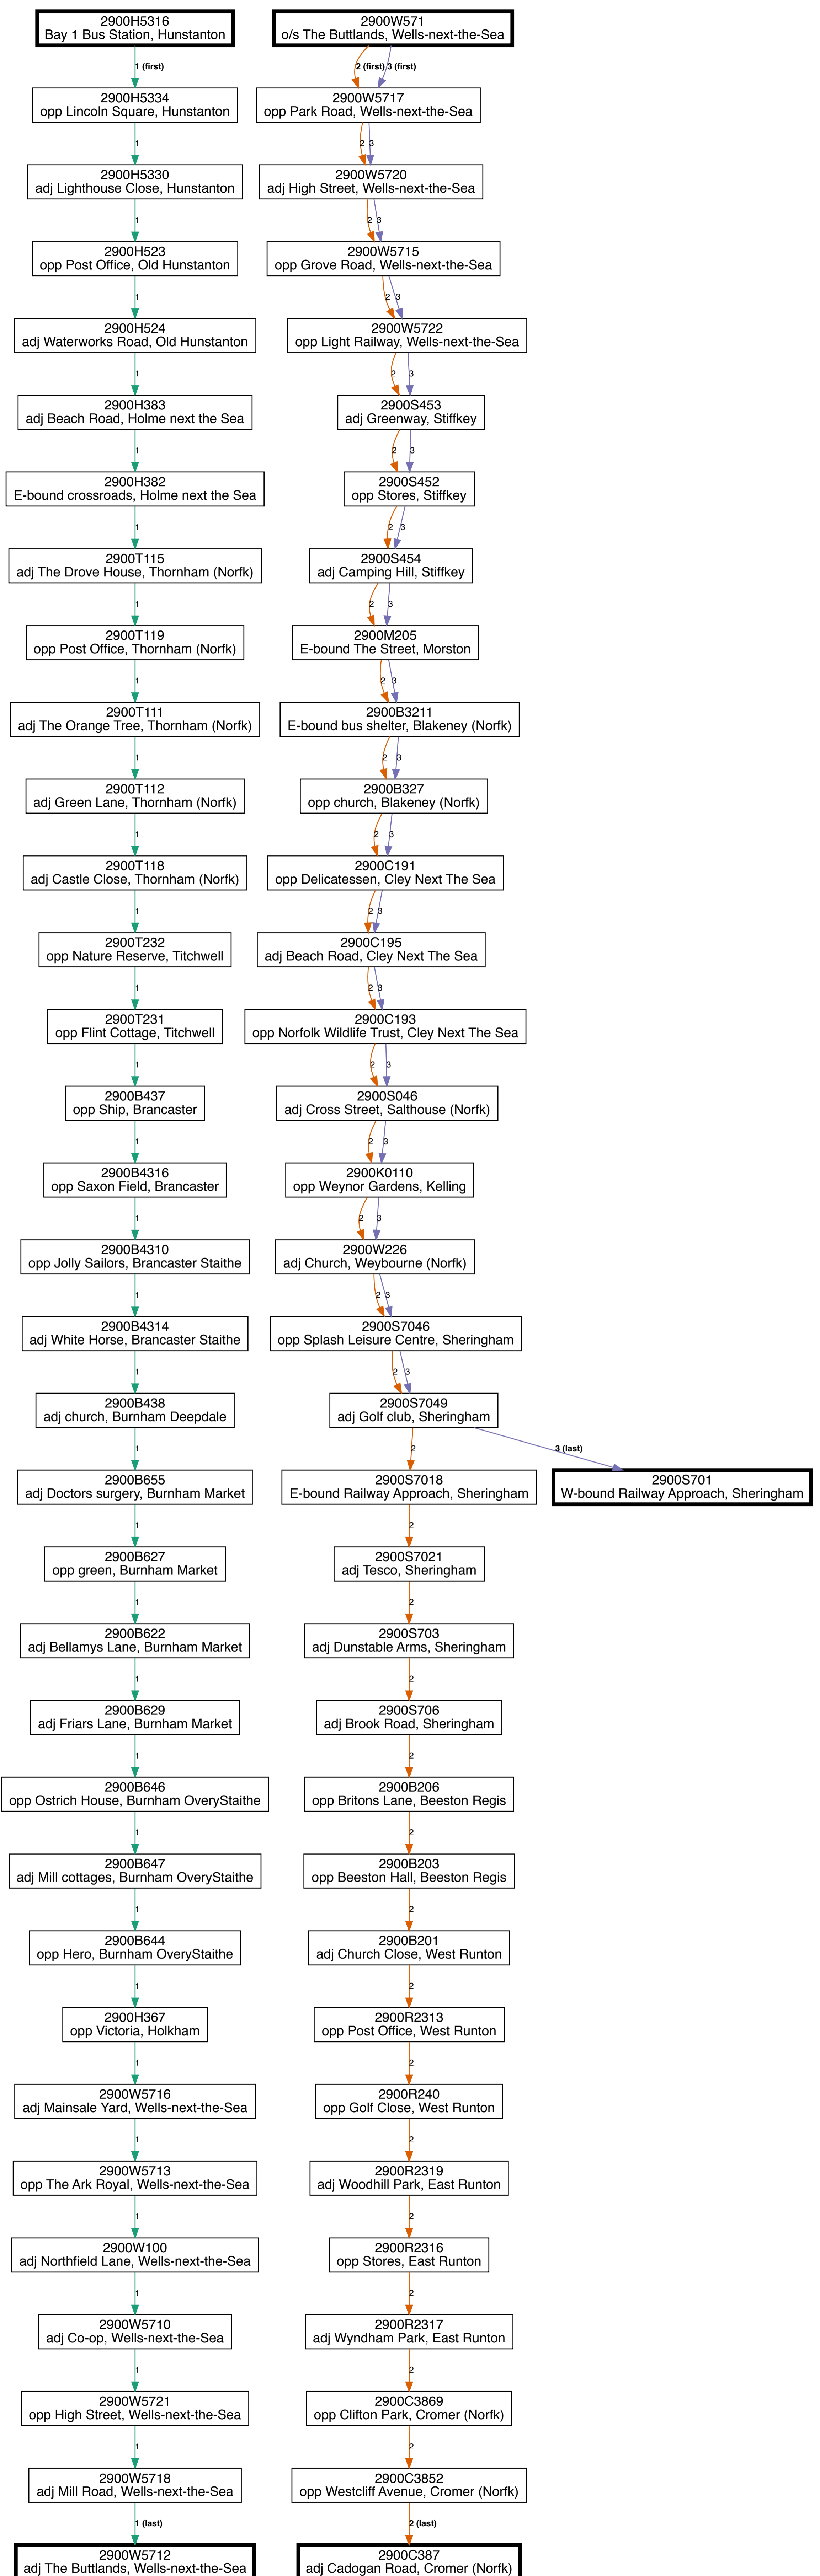 2900H5316
Bay 1 Bus Station, Hunstanton
1 (first)
2900H5334
opp Lincoln Square, Hunstanton
1
2900H5330
adj Lighthouse Close, Hunstanton
1
2900H523
opp Post Office, Old Hunstanton
1
2900H524
adj Waterworks Road, Old Hunstanton
1
2900H383
adj Beach Road, Holme next the Sea
1
2900H382
E-bound crossroads, Holme next the Sea
1
2900T115
adj The Drove House, Thornham (Norfk)
1
2900T119
opp Post Office, Thornham (Norfk)
1
2900T111
adj The Orange Tree, Thornham (Norfk)
1
2900T112
adj Green Lane, Thornham (Norfk)
1
2900T118
adj Castle Close, Thornham (Norfk)
1
2900T232
opp Nature Reserve, Titchwell
1
2900T231
opp Flint Cottage, Titchwell
1
2900B437
opp Ship, Brancaster
1
2900B4316
opp Saxon Field, Brancaster
1
2900B4310
opp Jolly Sailors, Brancaster Staithe
1
2900B4314
adj White Horse, Brancaster Staithe
1
2900B438
adj church, Burnham Deepdale
1
2900B655
adj Doctors surgery, Burnham Market
1
2900B627
opp green, Burnham Market
1
2900B622
adj Bellamys Lane, Burnham Market
1
2900B629
adj Friars Lane, Burnham Market
1
2900B646
opp Ostrich House, Burnham OveryStaithe
1
2900B647
adj Mill cottages, Burnham OveryStaithe
1
2900B644
opp Hero, Burnham OveryStaithe
1
2900H367
opp Victoria, Holkham
1
2900W5716
adj Mainsale Yard, Wells-next-the-Sea
1
2900W5713
opp The Ark Royal, Wells-next-the-Sea
1
2900W100
adj Northfield Lane, Wells-next-the-Sea
1
2900W5710
adj Co-op, Wells-next-the-Sea
1
2900W5721
opp High Street, Wells-next-the-Sea
1
2900W5718
adj Mill Road, Wells-next-the-Sea
1 (last)
2900W5712
adj The Buttlands, Wells-next-the-Sea
2900W571
o/s The Buttlands, Wells-next-the-Sea
2 (first) 3 (first)
2900W5717
opp Park Road, Wells-next-the-Sea
2 3
2900W5720
adj High Street, Wells-next-the-Sea
2 3
2900W5715
opp Grove Road, Wells-next-the-Sea
2 3
2900W5722
opp Light Railway, Wells-next-the-Sea
2 3
2900S453
adj Greenway, Stiffkey
2 3
2900S452
opp Stores, Stiffkey
2 3
2900S454
adj Camping Hill, Stiffkey
2 3
2900M205
E-bound The Street, Morston
2 3
2900B3211
E-bound bus shelter, Blakeney (Norfk)
2 3
2900B327
opp church, Blakeney (Norfk)
2 3
2900C191
opp Delicatessen, Cley Next The Sea
2 3
2900C195
adj Beach Road, Cley Next The Sea
2 3
2900C193
opp Norfolk Wildlife Trust, Cley Next The Sea
2 3
2900S046
adj Cross Street, Salthouse (Norfk)
2 3
2900K0110
opp Weynor Gardens, Kelling
2 3
2900W226
adj Church, Weybourne (Norfk)
2 3
2900S7046
opp Splash Leisure Centre, Sheringham
2 3
2900S7049
adj Golf club, Sheringham
2 3 (last)
2900S7018
E-bound Railway Approach, Sheringham
2900S701
W-bound Railway Approach, Sheringham
2
2900S7021
adj Tesco, Sheringham
2
2900S703
adj Dunstable Arms, Sheringham
2
2900S706
adj Brook Road, Sheringham
2
2900B206
opp Britons Lane, Beeston Regis
2
2900B203
opp Beeston Hall, Beeston Regis
2
2900B201
adj Church Close, West Runton
2
2900R2313
opp Post Office, West Runton
2
2900R240
opp Golf Close, West Runton
2
2900R2319
adj Woodhill Park, East Runton
2
2900R2316
opp Stores, East Runton
2
2900R2317
adj Wyndham Park, East Runton
2
2900C3869
opp Clifton Park, Cromer (Norfk)
2
2900C3852
opp Westcliff Avenue, Cromer (Norfk)
2 (last)
2900C387
adj Cadogan Road, Cromer (Norfk)